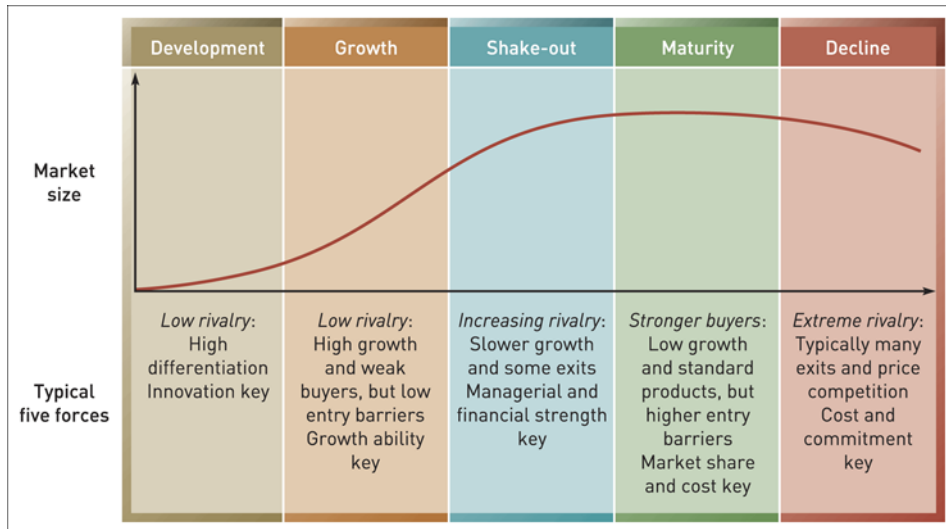 Development
Growth
Shake-out
Maturity
Decline
Market
size
Typical
five forces
Low rivalry:
High
differentiation
Innovation key
Low rivalry:
High growth
and weak
buyers, but low
entry barriers
Growth ability
key
Increasing rivalry:
Slower growth
and some exits
Managerial and
financial strength
key
Stronger buyers:
Low growth
and standard
products, but
higher entry
barriers
Market share
and cost key
Extreme rivalry:
Typically many
exits and price
competition
Cost and
commitment
key